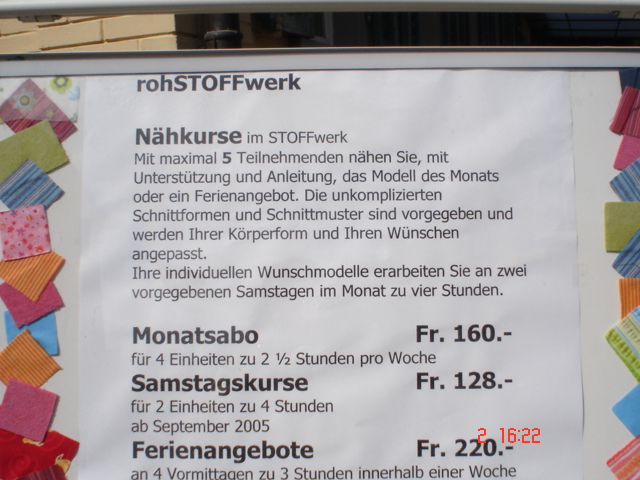 rohSTOFFwerk
Nähkurse im STOFFwerk
Mit maximal 5 Teilnehmenden nähen Sie, mit
Unterstützung und Anleitung, das Modell des Monats
oder ein Ferienangebot. Die unkomplizierten
Schnittformen und Schnittmuster sind vorgegeben und
werden Ihrer Körperform und Ihren Wünschen
angepasst.
Ihre individuellen Wunschmodelle erarbeiten Sie an zwei
vorgegebenen Samstagen im Monat zu vier Stunden.
Monatsabo Fr. 160.-
für 4 Einheiten zu 2 ½ Stunden pro Woche
Samstagskurse Fr. 128.-
für 2 Einheiten zu 4 Stunden
ab September 2005
Ferienangebote Fr. 220.-
an 4 Vormittagen zu 3 Stunden innerhalb einer Woche
2. 16:22